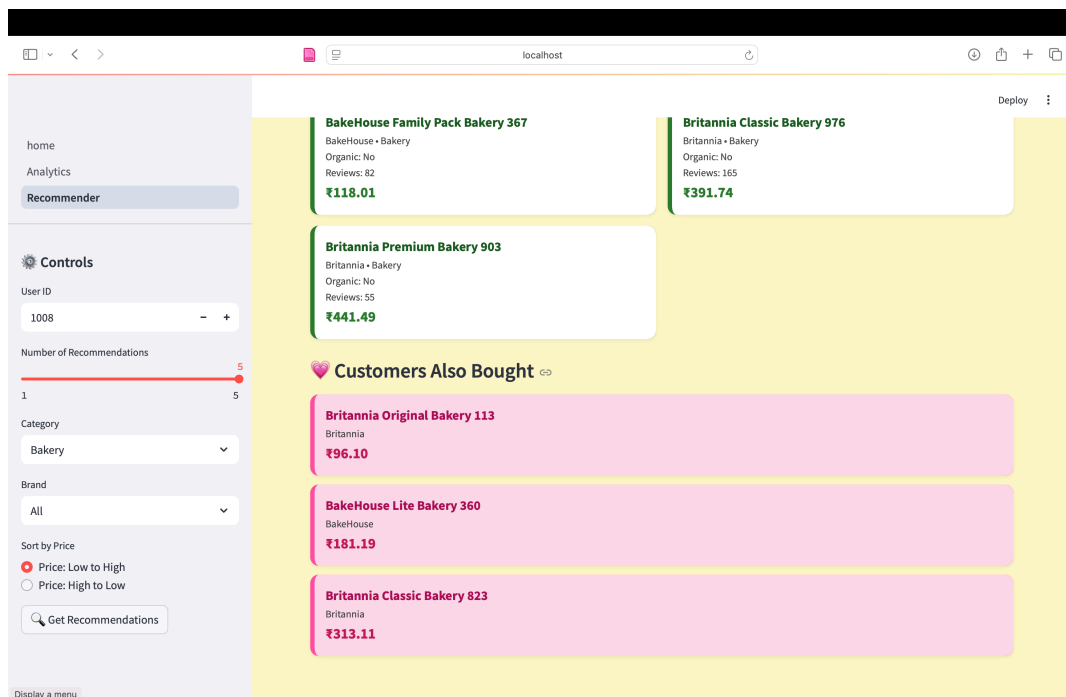 localhost
Deploy
home
Analytics
Recommender
Controls
User ID
1008
Number of Recommendations
5
1
5
Category
Bakery
Brand
All
Sort by Price
Price: Low to High
Price: High to Low
Get Recommendations
Display a menu
BakeHouse Family Pack Bakery 367
BakeHouse • Bakery
Organic: No
Reviews: 82
₹118.01
Britannia Classic Bakery 976
Britannia • Bakery
Organic: No
Reviews: 165
₹391.74
Britannia Premium Bakery 903
Britannia • Bakery
Organic: No
Reviews: 55
₹441.49
Customers Also Bought
Britannia Original Bakery 113
Britannia
₹96.10
BakeHouse Lite Bakery 360
BakeHouse
₹181.19
Britannia Classic Bakery 823
Britannia
₹313.11